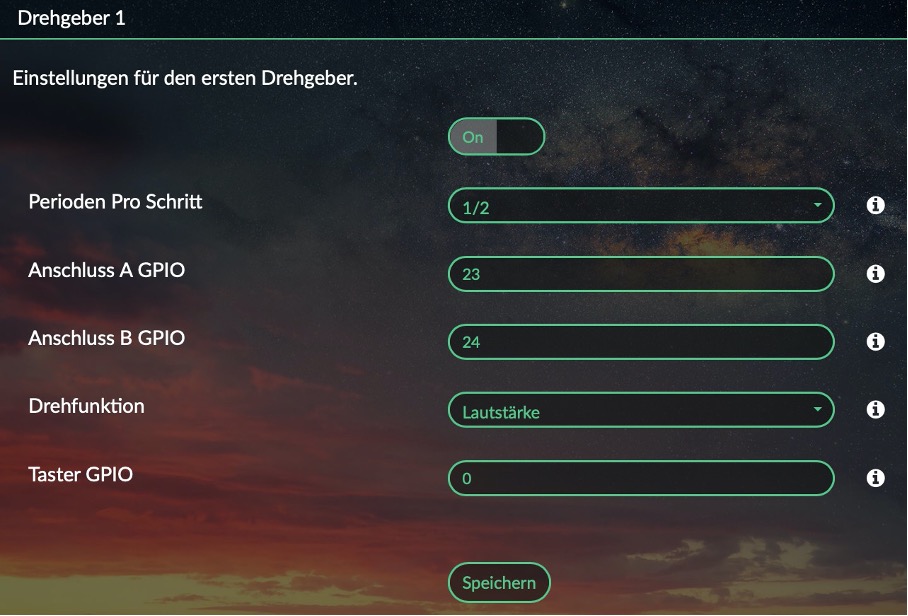 Drehgeber 1
Einstellungen für den ersten Drehgeber.
On
Perioden Pro Schritt
1/2
Anschluss A GPIO
23
Anschluss B GPIO
24
Drehfunktion
Lautstärke
Taster GPIO
0
Speichern